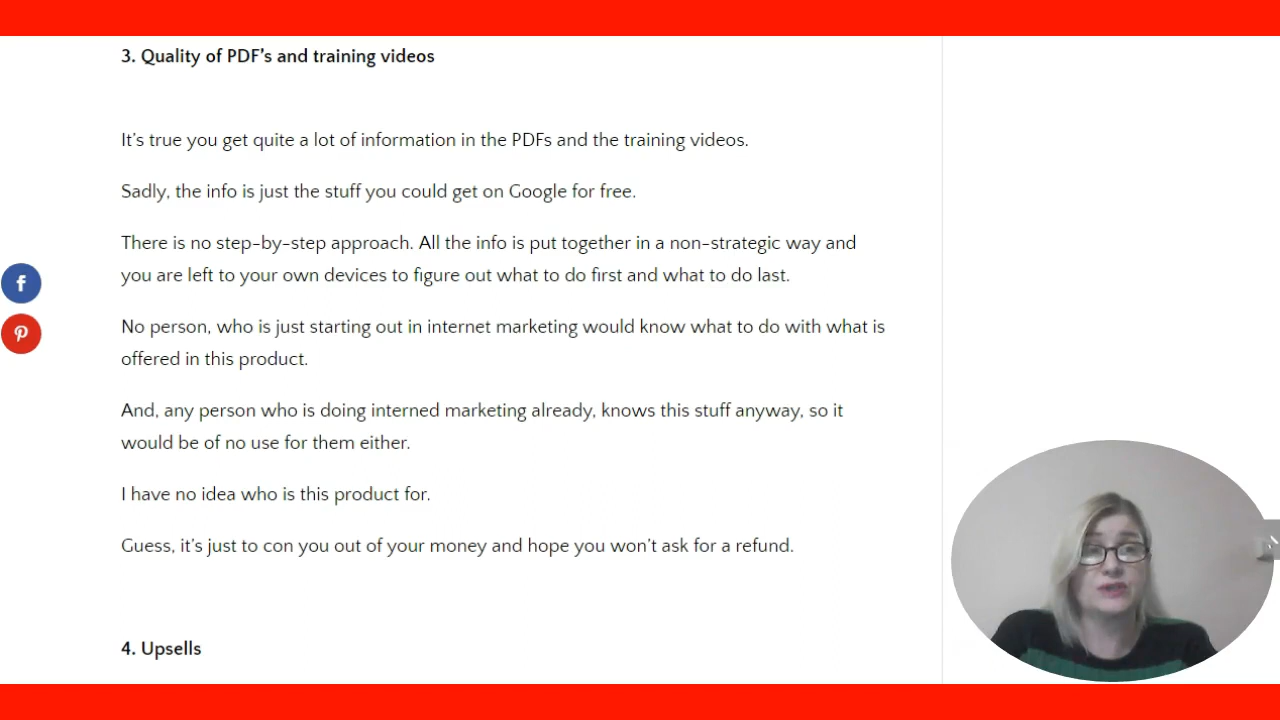 3. Quality of PDF's and training videos
It's true you get quite a lot of information in the PDFs and the training videos.
Sadly, the info is just the stuff you could get on Google for free.
There is no step-by-step approach. All the info is put together in a non-strategic way and
you are left to your own devices to figure out what to do first and what to do last.
No person, who is just starting out in internet marketing would know what to do with what is
offered in this product.
And, any person who is doing interned marketing already, knows this stuff anyway, so it
would be of no use for them either.
I have no idea who is this product for.
Guess, it's just to con you out of your money and hope you won't ask for a refund.
4. Upsells